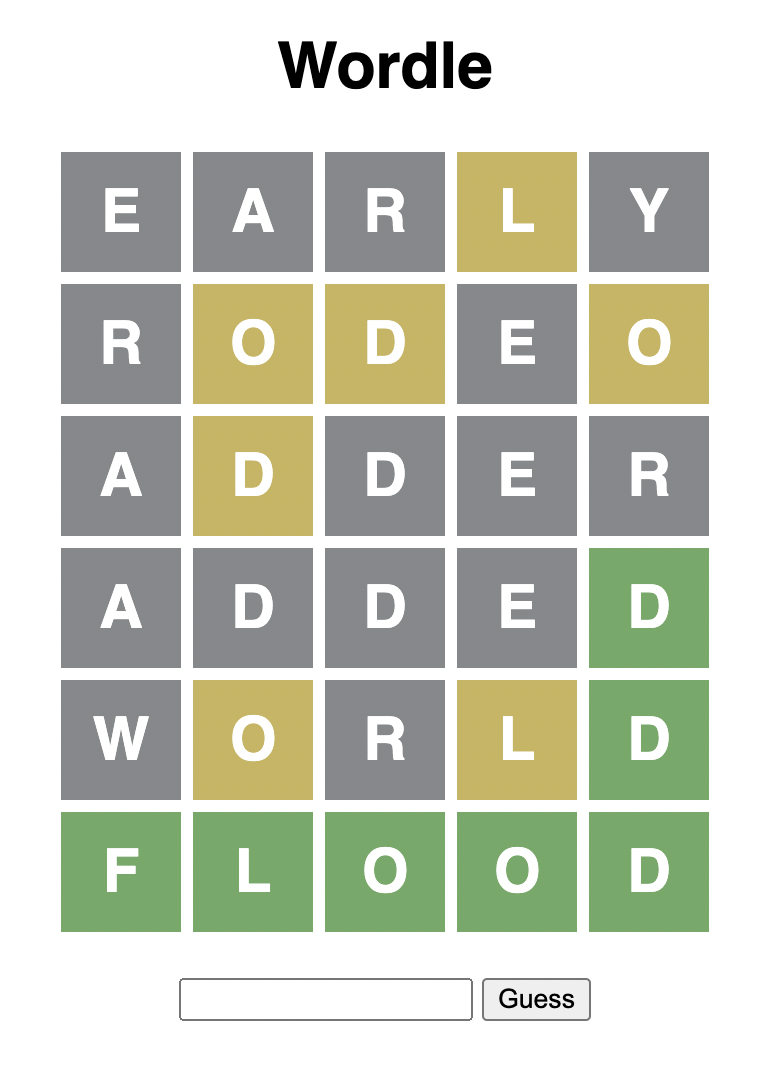 Wordle
E A R L Y
R O D E O
A D D E R
A D D E D
W O R L D
F L O O D
Guess